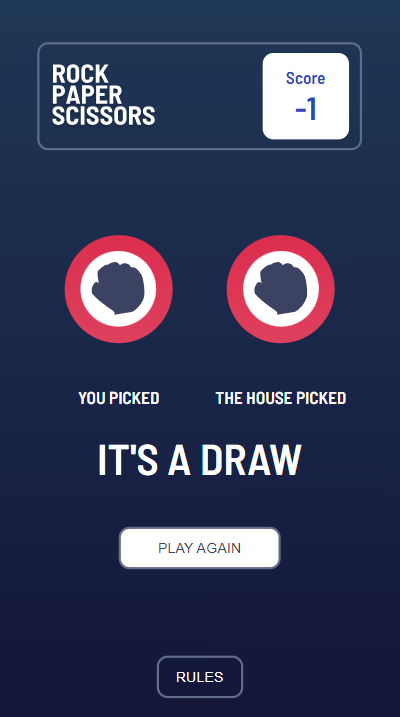 ROCK
PAPER
SCISSORS
Score
-1
YOU PICKED
THE HOUSE PICKED
IT'S A DRAW
PLAY AGAIN
RULES